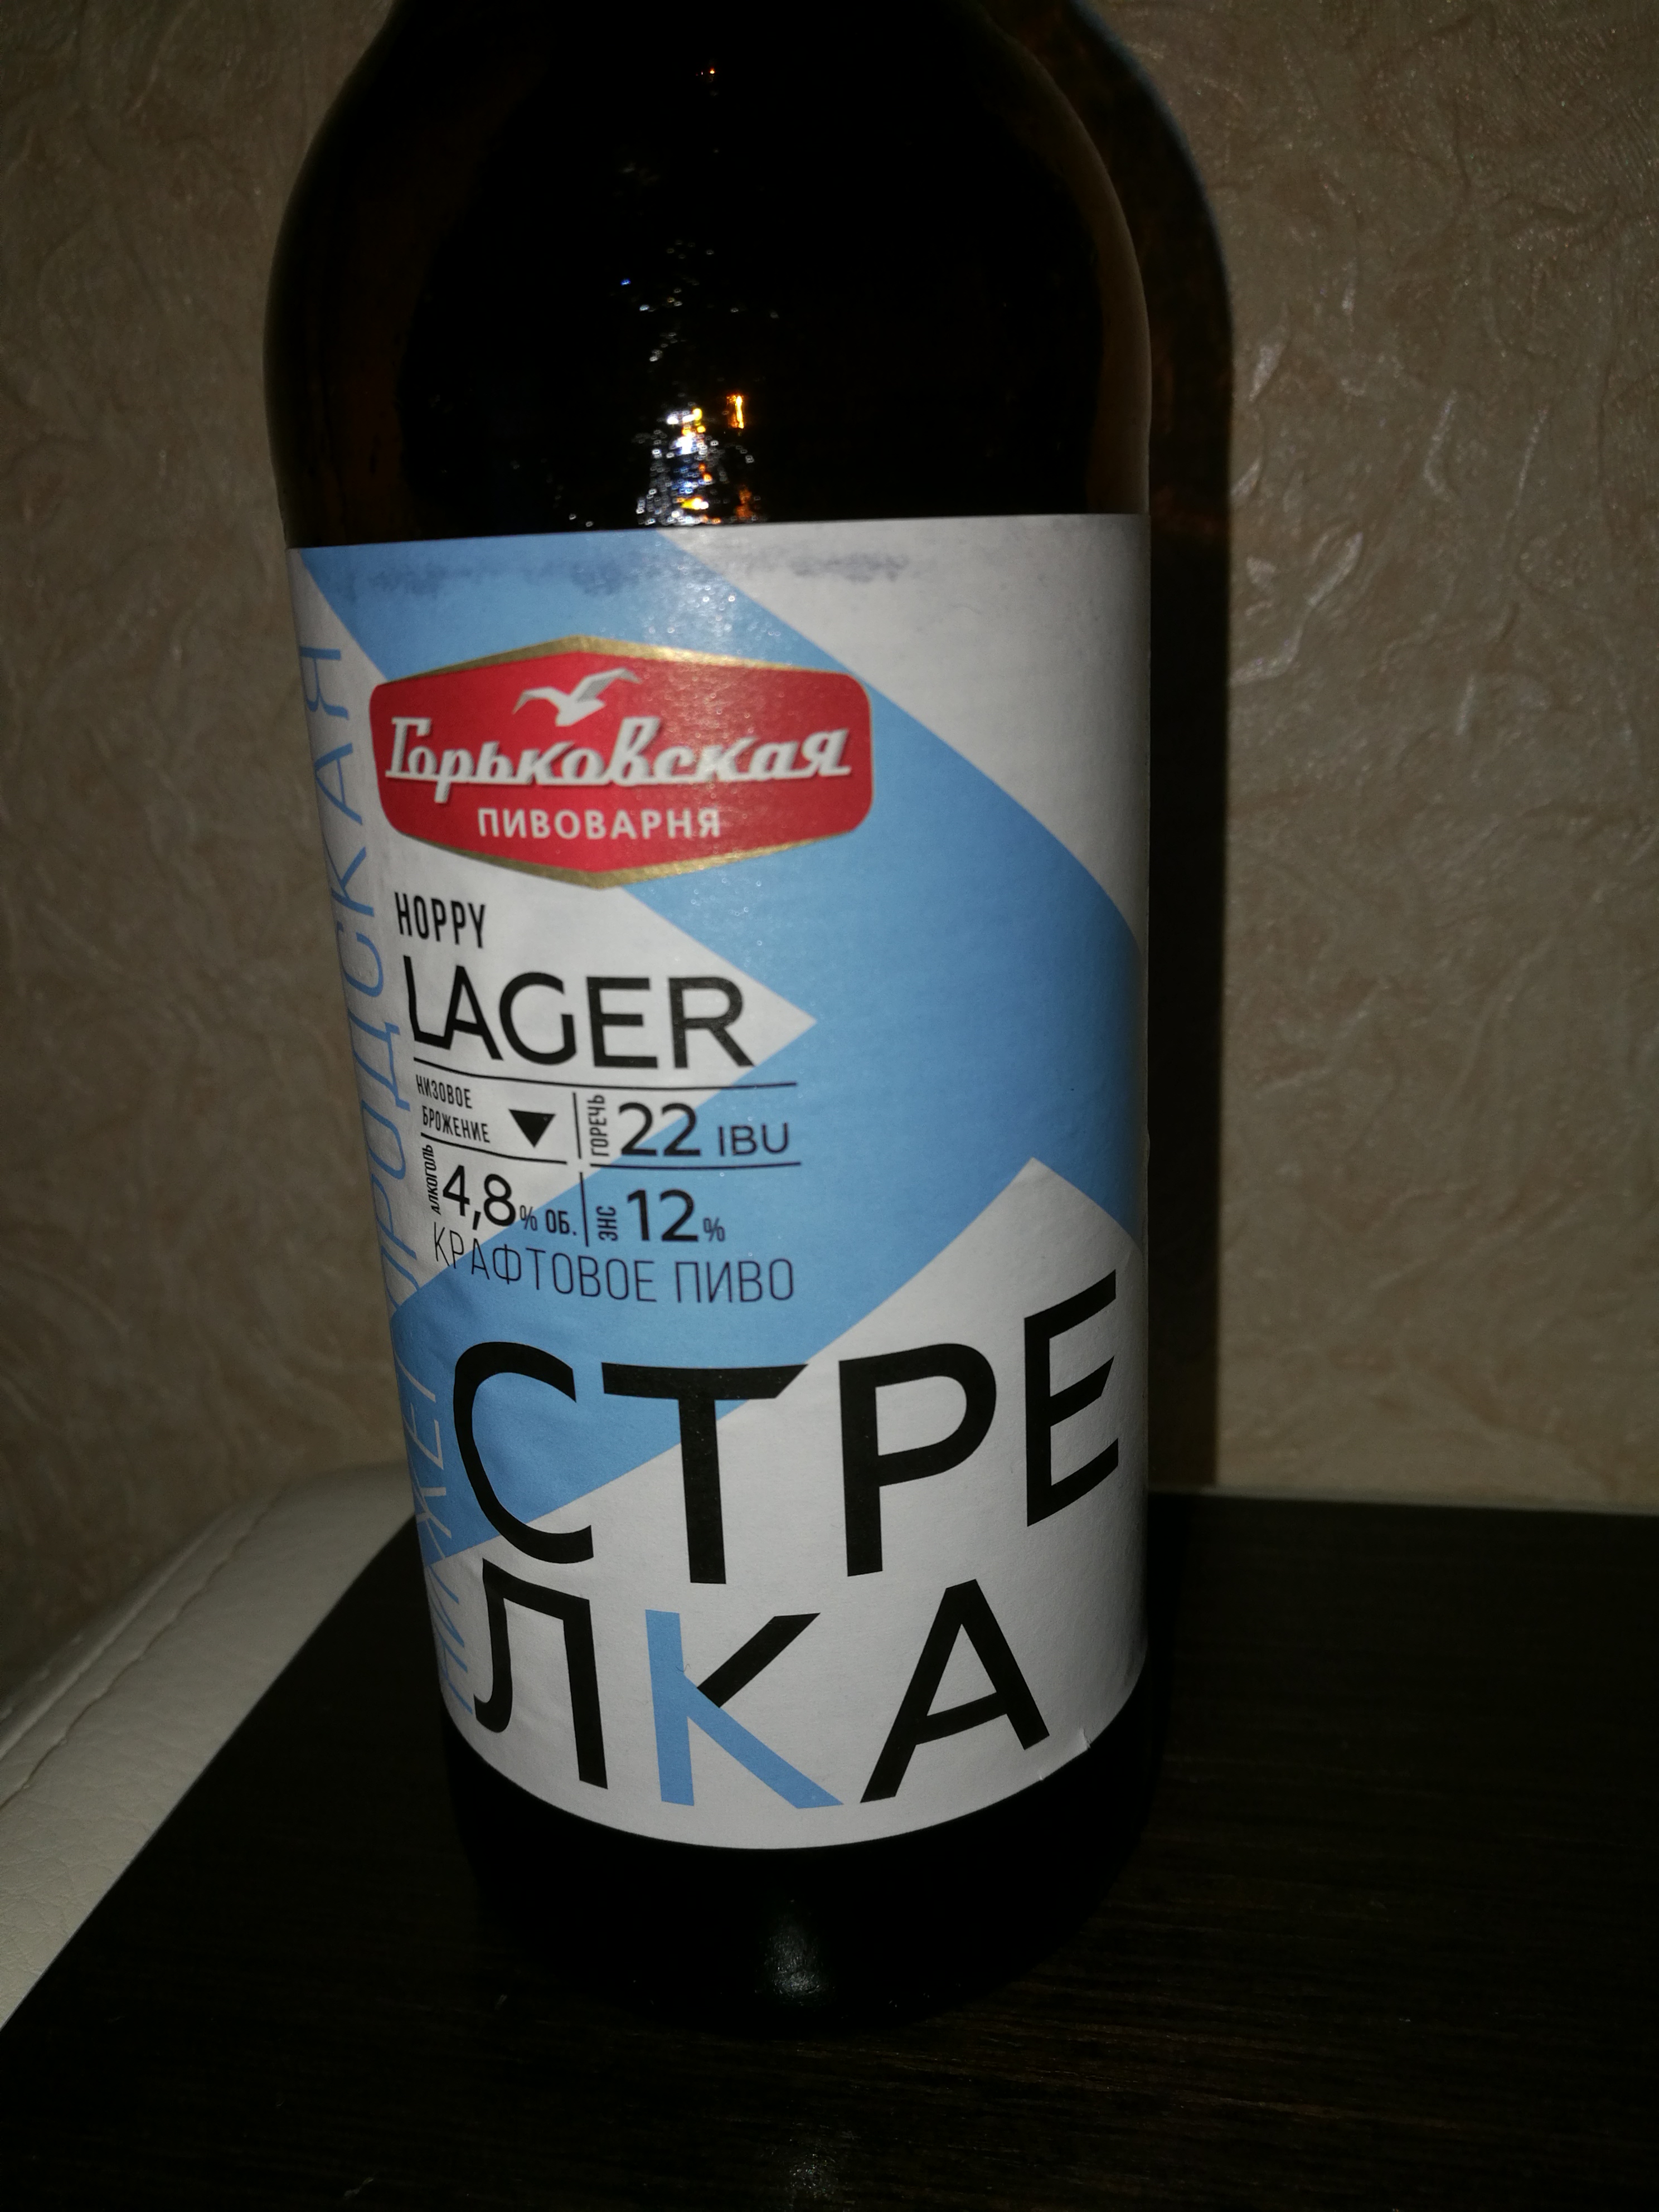 Горьковская
ПИВОВАРНЯ
HOPPY
LAGER
НИЗОВОЕ
БРОЖЕНИЕ
ГОРЕЧЬ
22 IBU
АЛКОГОЛЬ
4,8% ОБ.
ЭНС
12%
КРАФТОВОЕ ПИВО
НИЖЕГОРОДСКАЯ
СТРЕ
ЛКА